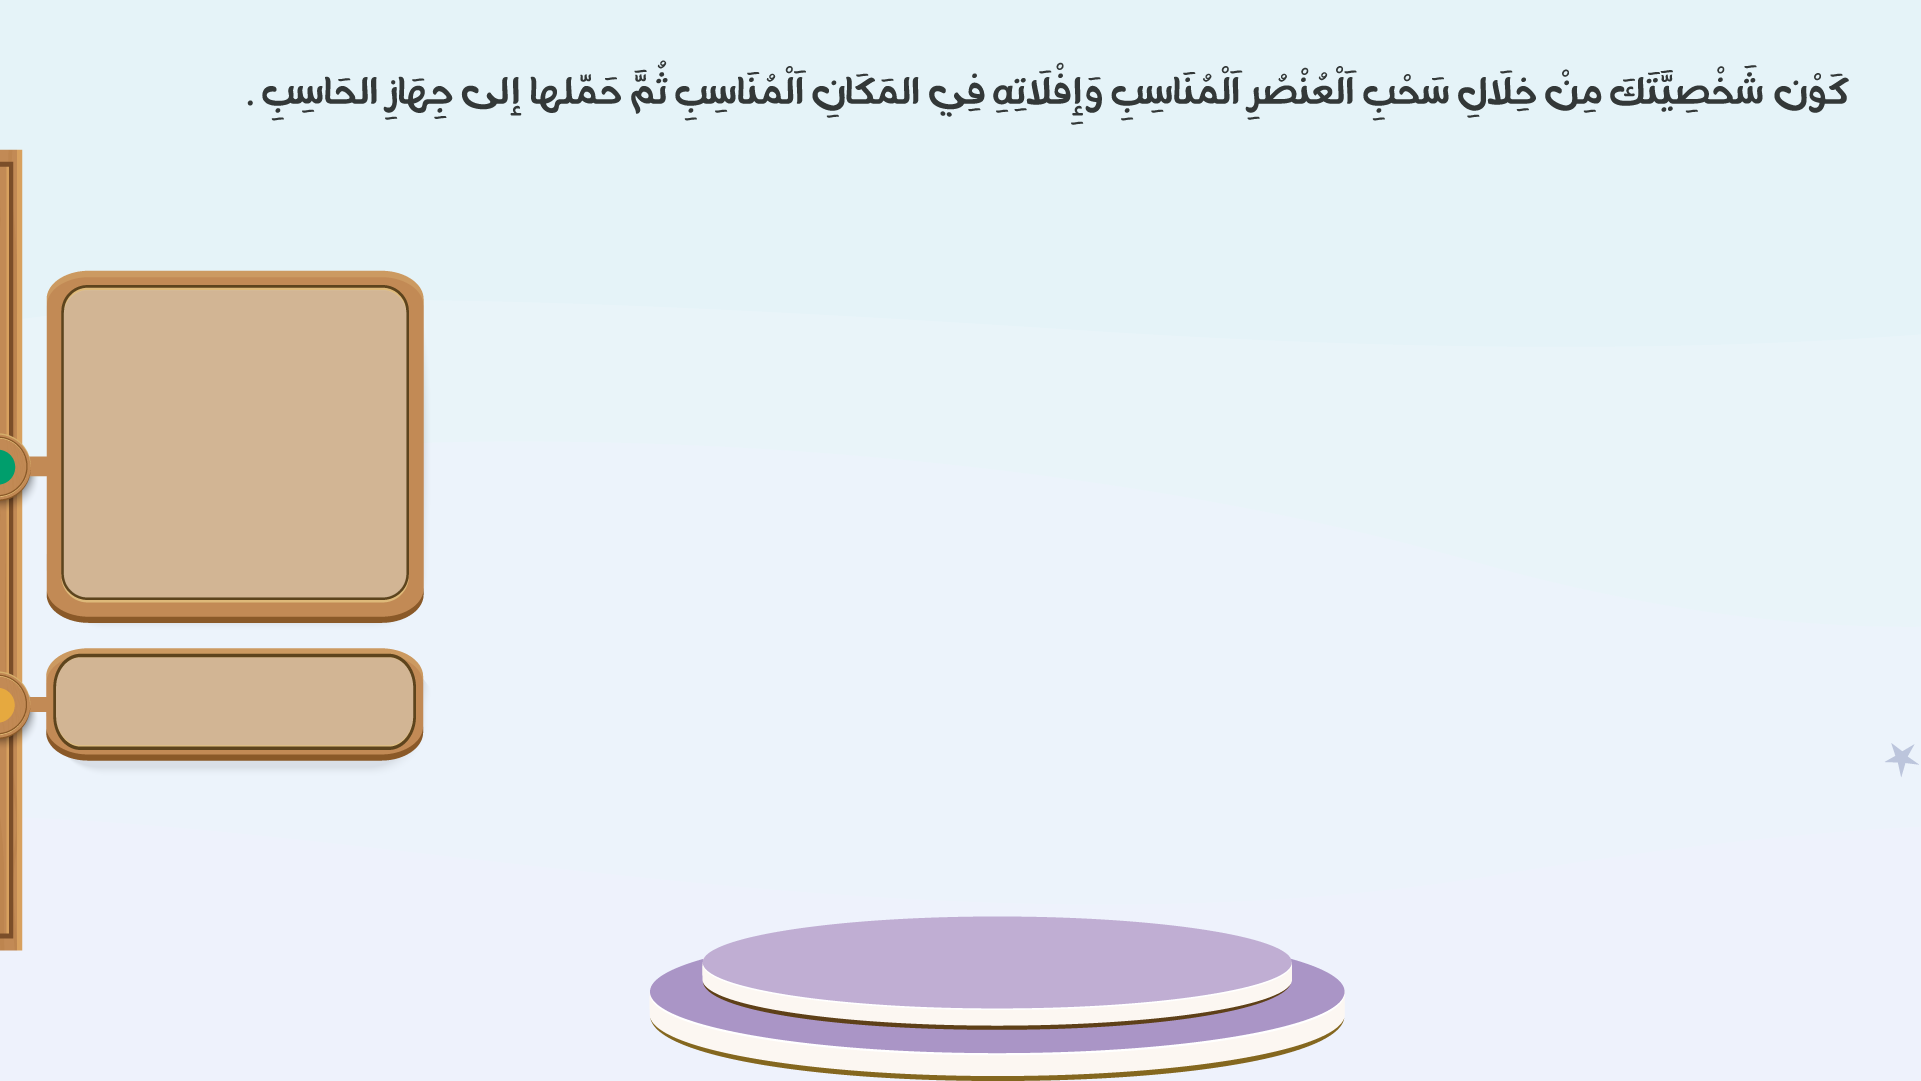 كَوْن شَخْصِيَّتَكَ مِنْ خِلَالِ سَحْبِ اَلْعُنْصُرِ اَلْمُنَاسِبِ وَإِفْلَاتِهِ فِي المَكَانِ اَلْمُنَاسِبِ ثُمَّ حَمّلها إلى جِهَازِ الحَاسِبِ .